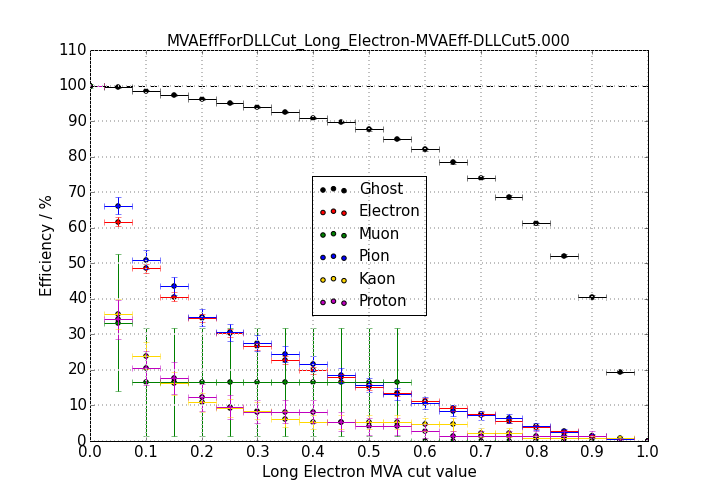 MVAEffForDLLCut_Long_Electron-MVAEff-DLLCut5.000
110
100
90
80
70
60
50
40
30
20
10
0
Efficiency / %
Ghost
Electron
Muon
Pion
Kaon
Proton
0.0 0.1 0.2 0.3 0.4 0.5 0.6 0.7 0.8 0.9 1.0
Long Electron MVA cut value